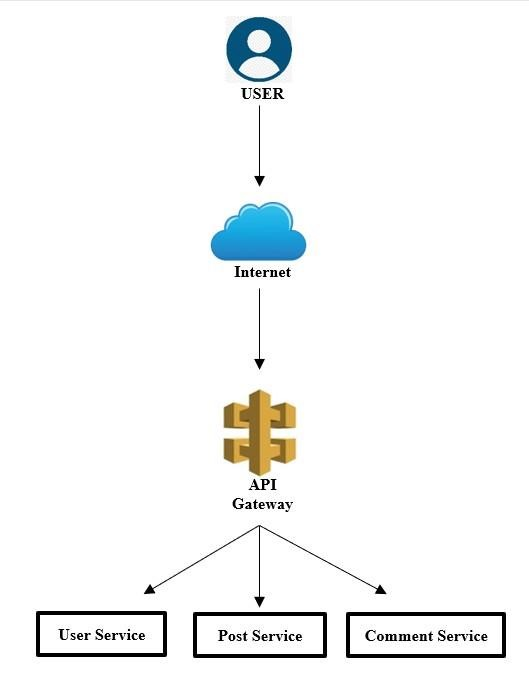 USER
Internet
API
Gateway
User Service
Post Service
Comment Service